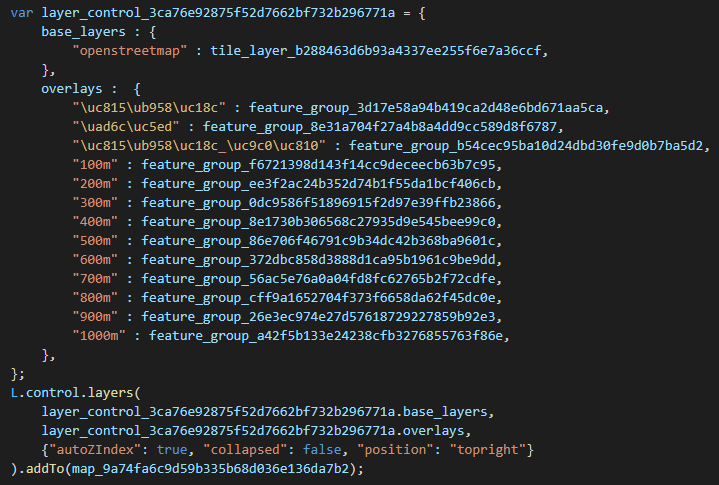 var layer_control_3ca76e92875f52d7662bf732b296771a = {
    base_layers : {
        "openstreetmap" : tile_layer_b288463d6b93a4337ee255f6e7a36ccf,
    },
    overlays :  {
        "\uc815\ub958\uc18c" : feature_group_3d17e58a94b419ca2d48e6bd671aa5ca,
        "\uad6c\uc5ed" : feature_group_8e31a704f27a4b8a4dd9cc589d8f6787,
        "\uc815\ub958\uc18c_\uc9c0\uc810" : feature_group_b54cec95ba10d24dbd30fe9d0b7ba5d2,
        "100m" : feature_group_f6721398d143f14cc9deceecb63b7c95,
        "200m" : feature_group_ee3f2ac24b352d74b1f55da1bcf406cb,
        "300m" : feature_group_0dc9586f51896915f2d97e39ffb23866,
        "400m" : feature_group_8e1730b306568c27935d9e545bee99c0,
        "500m" : feature_group_86e706f46791c9b34dc42b368ba9601c,
        "600m" : feature_group_372dbc858d3888d1ca95b1961c9be9dd,
        "700m" : feature_group_56ac5e76a0a04fd8fc62765b2f72cdfe,
        "800m" : feature_group_cff9a1652704f373f6658da62f45dc0e,
        "900m" : feature_group_26e3ec974e27d57618729227859b92e3,
        "1000m" : feature_group_a42f5b133e24238cfb3276855763f86e,
    },
};
L.control.layers(
    layer_control_3ca76e92875f52d7662bf732b296771a.base_layers,
    layer_control_3ca76e92875f52d7662bf732b296771a.overlays,
    {"autoZIndex": true, "collapsed": false, "position": "topright"}
).addTo(map_9a74fa6c9d59b335b68d036e136da7b2);